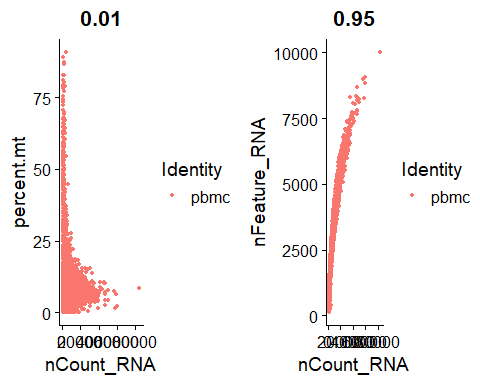 0.01
percent.mt
75
50
25
0
nCount_RNA
Identity
pbmc
0.95
nFeature_RNA
10000
7500
5000
2500
0
nCount_RNA
Identity
pbmc